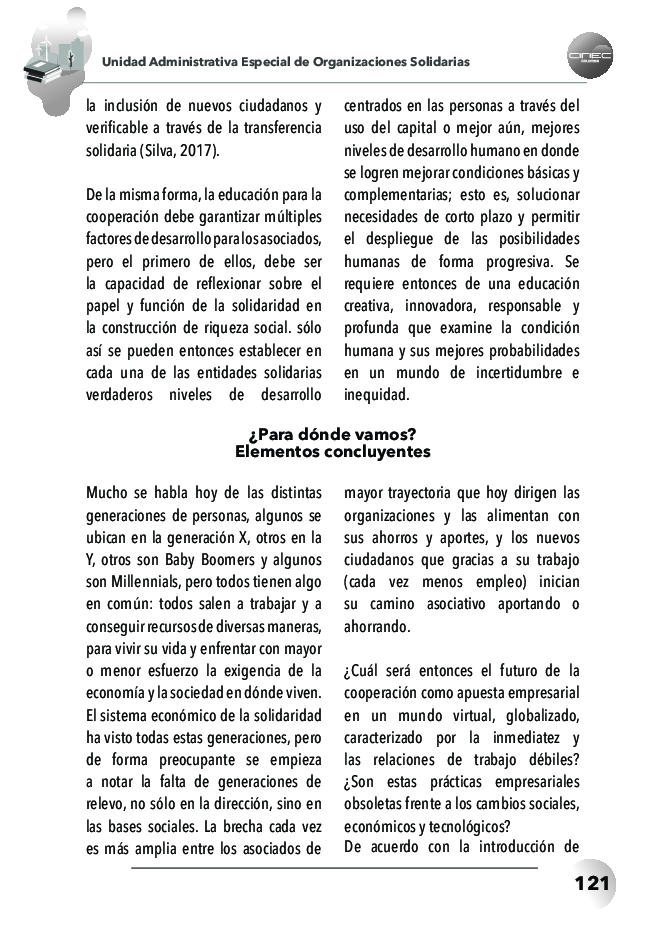 Unidad Administrativa Especial de Organizaciones Solidarias
CINEC
COLOMBIA
la inclusión de nuevos ciudadanos y
verificable a través de la transferencia
solidaria (Silva, 2017).
De la misma forma, la educación para la
cooperación debe garantizar múltiples
factores de desarrollo para los asociados,
pero el primero de ellos, debe ser
la capacidad de reflexionar sobre el
papel y función de la solidaridad en
la construcción de riqueza social. sólo
así se pueden entonces establecer en
cada una de las entidades solidarias
verdaderos niveles de desarrollo
centrados en las personas a través del
uso del capital o mejor aún, mejores
niveles de desarrollo humano en donde
se logren mejorar condiciones básicas y
complementarias; esto es, solucionar
necesidades de corto plazo y permitir
el despliegue de las posibilidades
humanas de forma progresiva. Se
requiere entonces de una educación
creativa, innovadora, responsable y
profunda que examine la condición
humana y sus mejores probabilidades
en un mundo de incertidumbre e
inequidad.
¿Para dónde vamos?
Elementos concluyentes
Mucho se habla hoy de las distintas
generaciones de personas, algunos se
ubican en la generación X, otros en la
Y, otros son Baby Boomers y algunos
son Millennials, pero todos tienen algo
en común: todos salen a trabajar y a
conseguir recursos de diversas maneras,
para vivir su vida y enfrentar con mayor
o menor esfuerzo la exigencia de la
economía y la sociedad en dónde viven.
El sistema económico de la solidaridad
ha visto todas estas generaciones, pero
de forma preocupante se empieza
a notar la falta de generaciones de
relevo, no sólo en la dirección, sino en
las bases sociales. La brecha cada vez
es más amplia entre los asociados de
mayor trayectoria que hoy dirigen las
organizaciones y las alimentan con
sus ahorros y aportes, y los nuevos
ciudadanos que gracias a su trabajo
(cada vez menos empleo) inician
su camino asociativo aportando o
ahorrando.
¿Cuál será entonces el futuro de la
cooperación como apuesta empresarial
en un mundo virtual, globalizado,
caracterizado por la inmediatez y
las relaciones de trabajo débiles?
¿Son estas prácticas empresariales
obsoletas frente a los cambios sociales,
económicos y tecnológicos?
De acuerdo con la introducción de
121